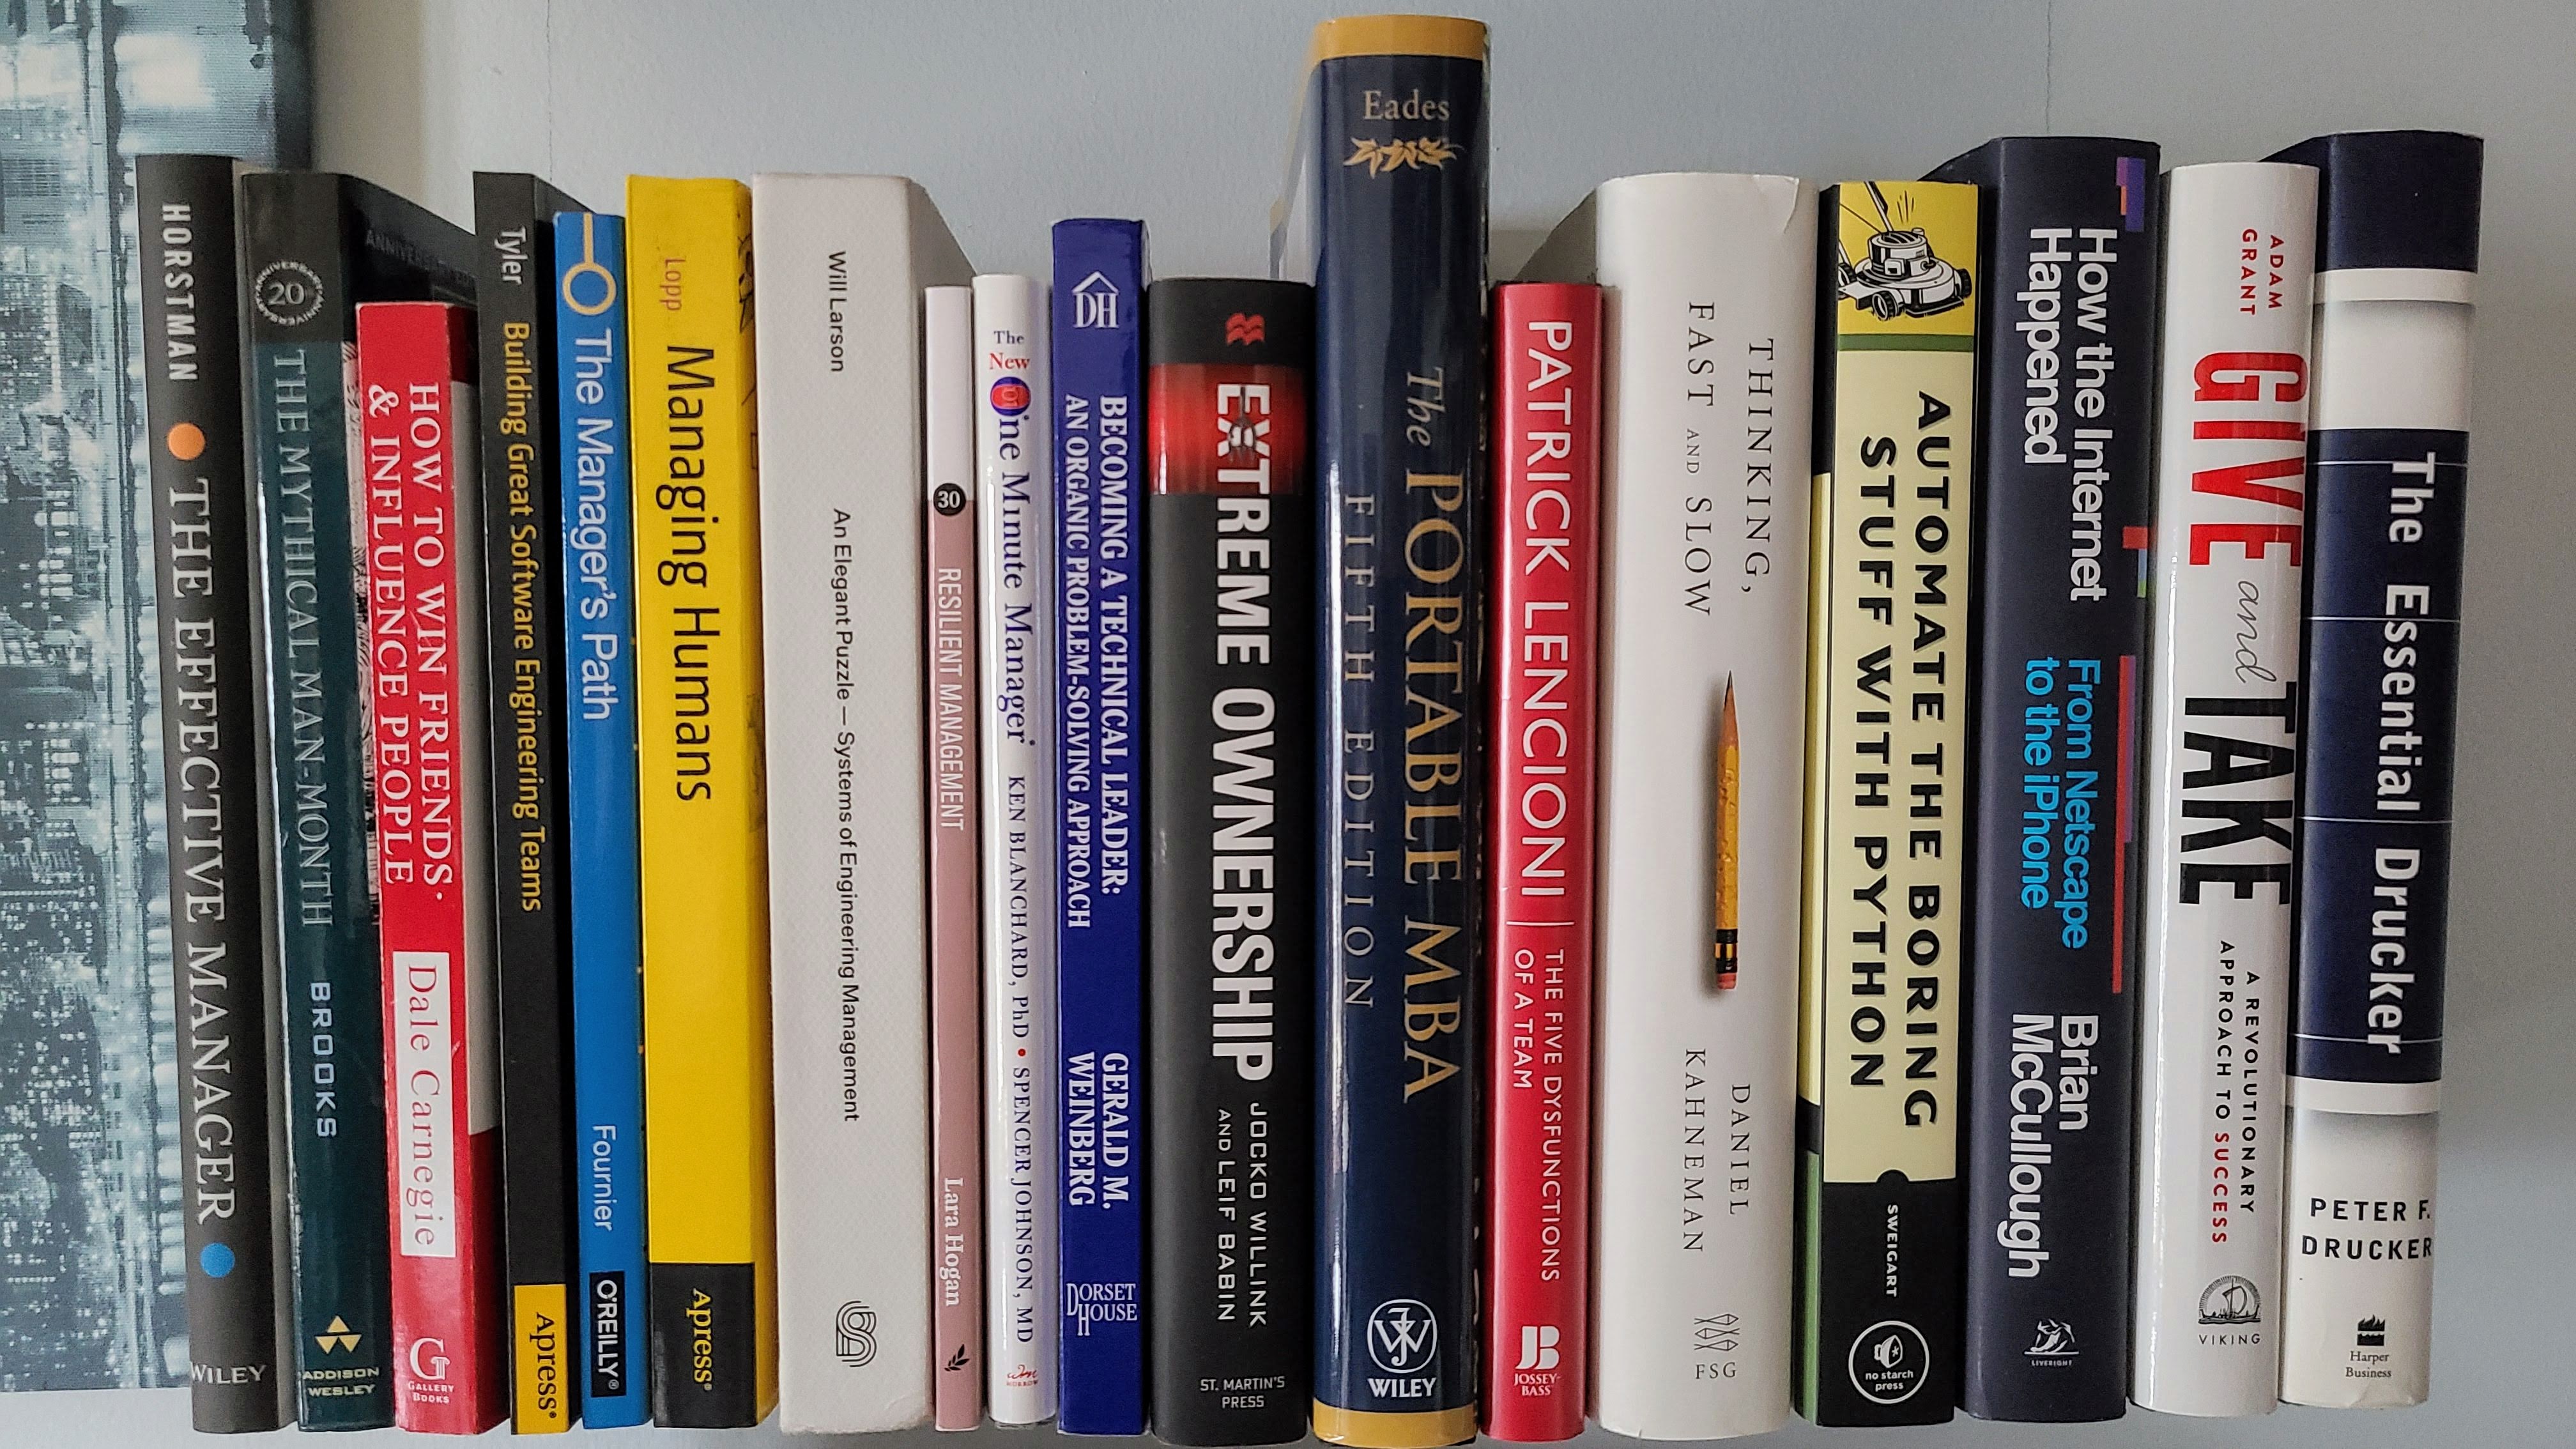 HORSTMAN
THE EFFECTIVE MANAGER
WILEY
ANNIVERSARY
20
ANNIVERSARY
THE MYTHICAL MAN-MONTH
BROOKS
ADDISON
WESLEY
HOW TO WIN FRIENDS
& INFLUENCE PEOPLE
Dale Carnegie
G
GALLERY
BOOKS
Tyler
Building Great Software Engineering Teams
Apress®
The Manager's Path
Fournier
O'REILLY®
Lopp
Managing Humans
Apress®
Will Larson
An Elegant Puzzle — Systems of Engineering Management
30
RESILIENT MANAGEMENT
Lara Hogan
The
New
One Minute Manager®
KEN BLANCHARD, PhD • SPENCER JOHNSON, MD
MORROW
DH
BECOMING A TECHNICAL LEADER:
AN ORGANIC PROBLEM-SOLVING APPROACH
GERALD M.
WEINBERG
DORSET
HOUSE
EXTREME OWNERSHIP
JOCKO WILLINK
AND LEIF BABIN
ST. MARTIN'S
PRESS
Eades
The PORTABLE MBA
FIFTH EDITION
WILEY
PATRICK LENCIONI
THE FIVE DYSFUNCTIONS
OF A TEAM
JB
JOSSEY-
BASS
THINKING,
FAST AND SLOW
DANIEL
KAHNEMAN
FSG
AUTOMATE THE BORING
STUFF WITH PYTHON
SWEIGART
no starch
press
How the Internet
Happened
From Netscape
to the iPhone
Brian
McCullough
LIVERIGHT
ADAM
GRANT
GIVE and TAKE
A REVOLUTIONARY
APPROACH TO SUCCESS
VIKING
The Essential Drucker
PETER F.
DRUCKER
Harper
Business